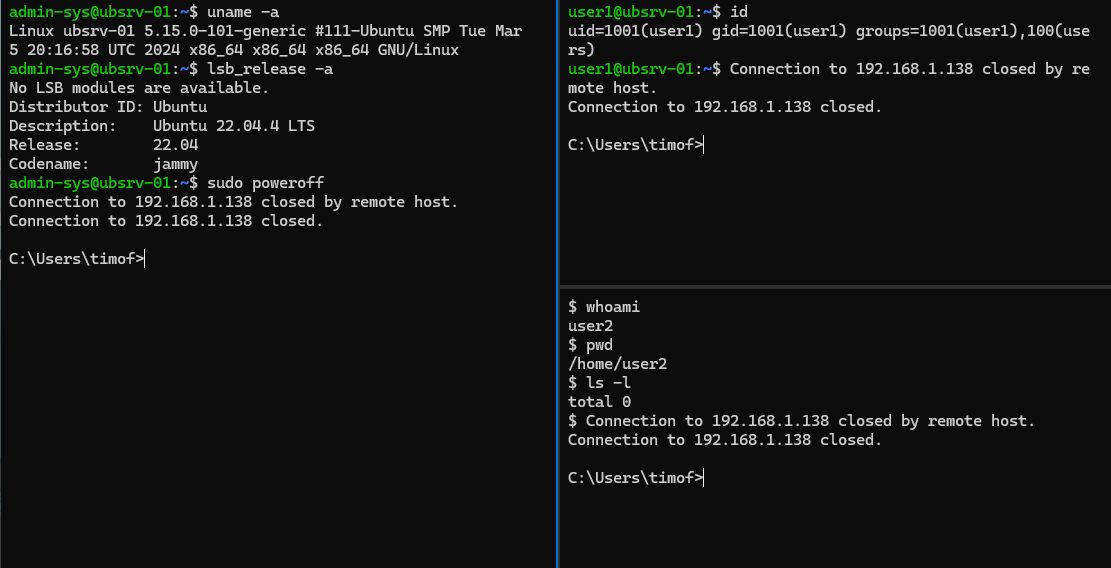 admin-sys@ubsrv-01:~$ uname -a
Linux ubsrv-01 5.15.0-101-generic #111-Ubuntu SMP Tue Mar
5 20:16:58 UTC 2024 x86_64 x86_64 x86_64 GNU/Linux
admin-sys@ubsrv-01:~$ lsb_release -a
No LSB modules are available.
Distributor ID: Ubuntu
Description:    Ubuntu 22.04.4 LTS
Release:        22.04
Codename:       jammy
admin-sys@ubsrv-01:~$ sudo poweroff
Connection to 192.168.1.138 closed by remote host.
Connection to 192.168.1.138 closed.
C:\Users\timof>
user1@ubsrv-01:~$ id
uid=1001(user1) gid=1001(user1) groups=1001(user1),100(use
rs)
user1@ubsrv-01:~$ Connection to 192.168.1.138 closed by re
mote host.
Connection to 192.168.1.138 closed.
C:\Users\timof>
$ whoami
user2
$ pwd
/home/user2
$ ls -l
total 0
$ Connection to 192.168.1.138 closed by remote host.
Connection to 192.168.1.138 closed.
C:\Users\timof>